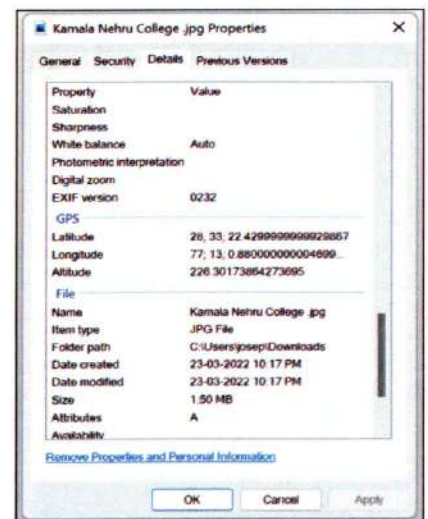 Kamala Nehru College .jpg Properties
General Security Details Previous Versions
Property Value
Saturation
Sharpness
White balance Auto
Photometric interpretation
Digital zoom
EXIF version 0232
GPS
Latitude 28; 33; 22.4299999999929867
Longitude 77; 13; 0.880000000004699...
Altitude 226.30173864273695
File
Name Kamala Nehru College .jpg
Item type JPG File
Folder path C:\Users\josep\Downloads
Date created 23-03-2022 10:17 PM
Date modified 23-03-2022 10:17 PM
Size 1.50 MB
Attributes A
Availability
Remove Properties and Personal Information
OK Cancel Apply